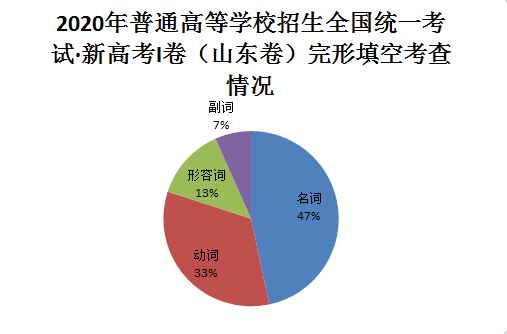 2020年普通高等学校招生全国统一考
试·新高考I卷（山东卷）完形填空考查
情况
副词
7%
形容词
13%
名词
47%
动词
33%